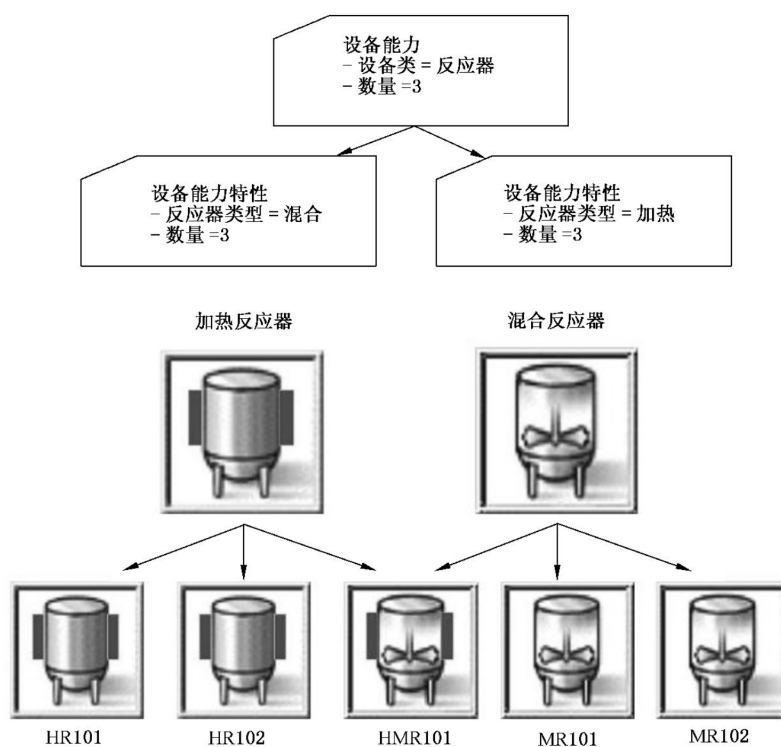 设备能力
- 设备类 = 反应器
- 数量 =3
设备能力特性
- 反应器类型 = 混合
- 数量 =3
设备能力特性
- 反应器类型 = 加热
- 数量 =3
加热反应器
混合反应器
HR101
HR102
HMR101
MR101
MR102